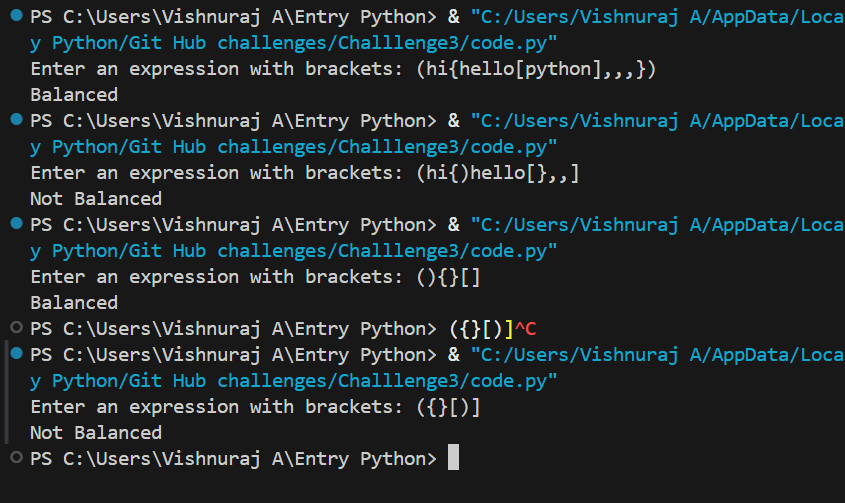 PS C:\Users\Vishnuraj A\Entry Python> & "C:/Users/Vishnuraj A/AppData/Loca
y Python/Git Hub challenges/Challlenge3/code.py"
Enter an expression with brackets: (hi{hello[python],,,})
Balanced
PS C:\Users\Vishnuraj A\Entry Python> & "C:/Users/Vishnuraj A/AppData/Loca
y Python/Git Hub challenges/Challlenge3/code.py"
Enter an expression with brackets: (hi{)hello[},,]
Not Balanced
PS C:\Users\Vishnuraj A\Entry Python> & "C:/Users/Vishnuraj A/AppData/Loca
y Python/Git Hub challenges/Challlenge3/code.py"
Enter an expression with brackets: (){}[]
Balanced
PS C:\Users\Vishnuraj A\Entry Python> ({}[)]^C
PS C:\Users\Vishnuraj A\Entry Python> & "C:/Users/Vishnuraj A/AppData/Loca
y Python/Git Hub challenges/Challlenge3/code.py"
Enter an expression with brackets: ({}[)]
Not Balanced
PS C:\Users\Vishnuraj A\Entry Python>